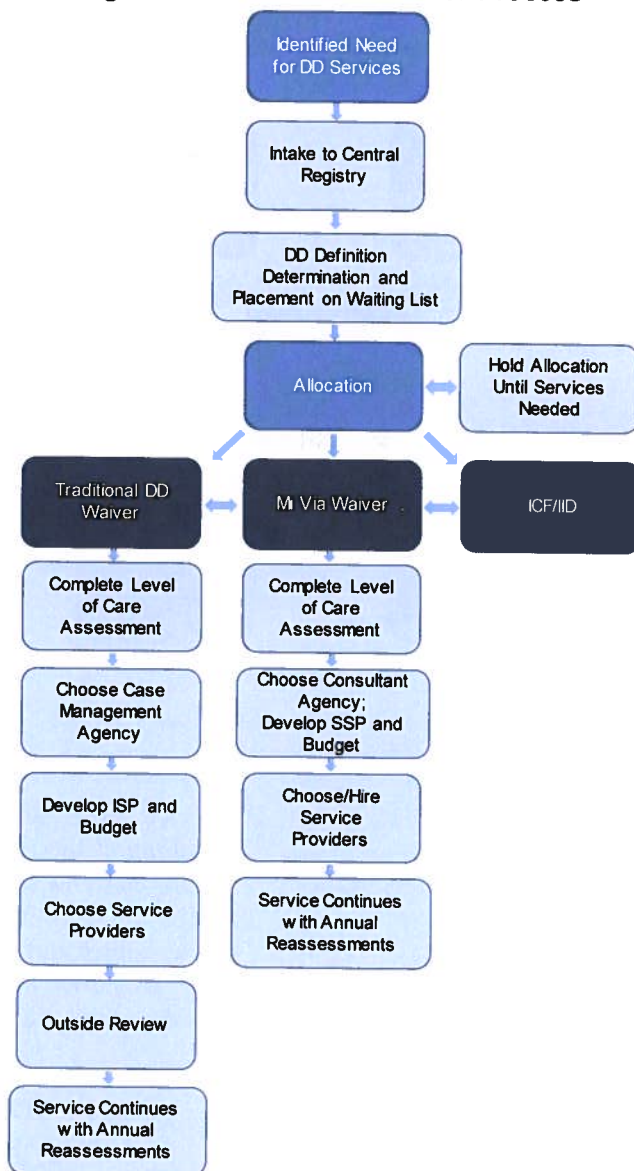 Identified Need
for DD Services
Intake to Central
Registry
DD Definition
Determination and
Placement on Waiting List
Allocation
Hold Allocation
Until Services
Needed
Traditional DD
Waiver
Mi Via Waiver
ICF/IID
Complete Level
of Care
Assessment
Choose Case
Management
Agency
Develop ISP and
Budget
Choose Service
Providers
Outside Review
Service Continues
with Annual
Reassessments
Complete Level
of Care
Assessment
Choose Consultant
Agency;
Develop SSP and
Budget
Choose/Hire
Service
Providers
Service Continues
with Annual
Reassessments